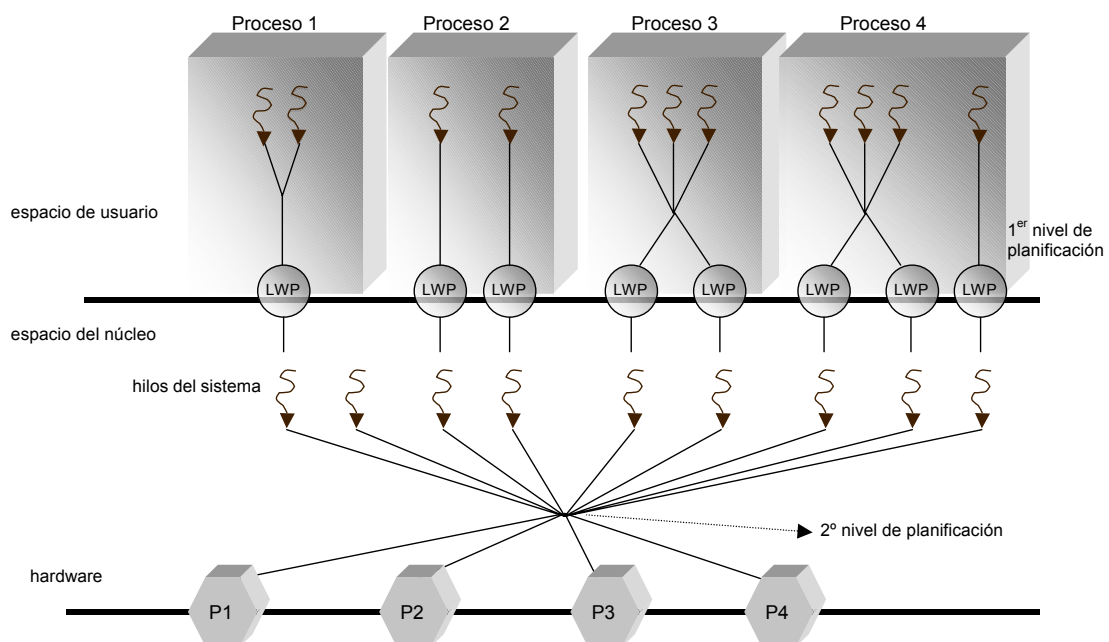 Proceso 1
Proceso 2
Proceso 3
Proceso 4
espacio de usuario
1er nivel de
planificación
LWP
LWP
LWP
LWP
LWP
LWP
LWP
LWP
espacio del núcleo
hilos del sistema
2º nivel de planificación
hardware
P1
P2
P3
P4